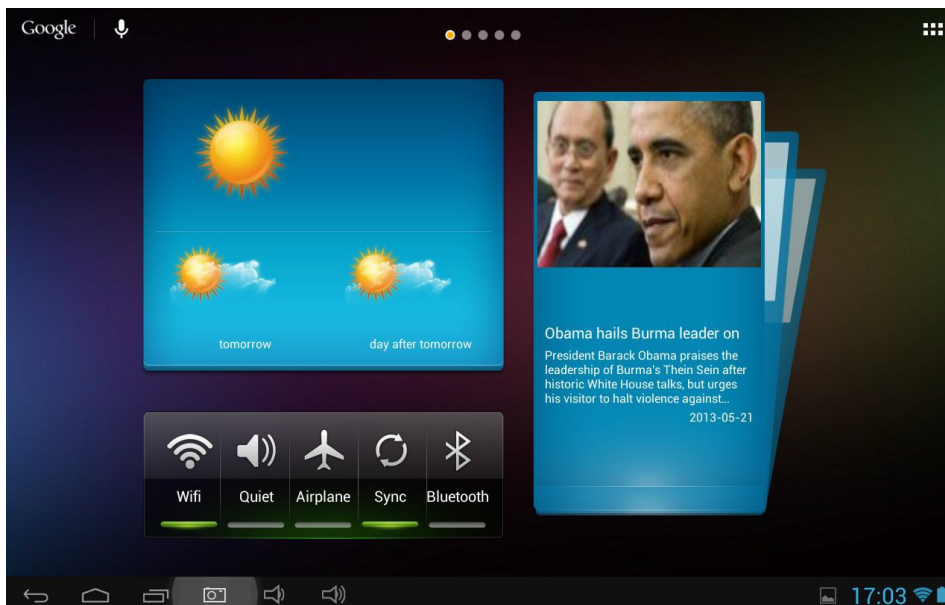 Google
tomorrow
day after tomorrow
Obama hails Burma leader on
President Barack Obama praises the
leadership of Burma's Thein Sein after
historic White House talks, but urges
his visitor to halt violence against...
2013-05-21
Wifi Quiet Airplane Sync Bluetooth
17:03